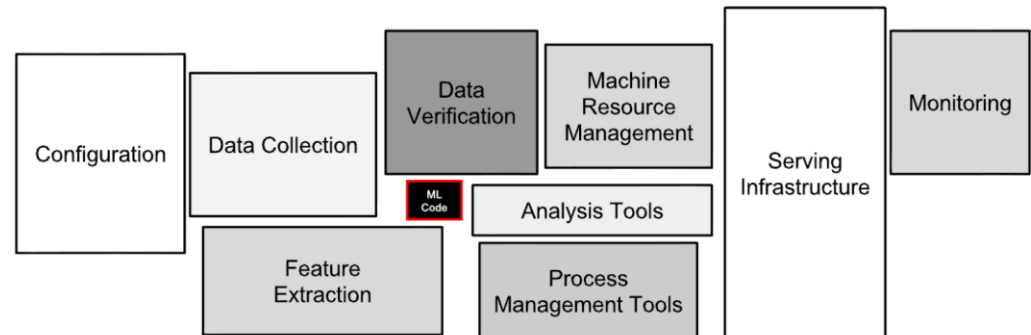 Configuration
Data Collection
Data
Verification
Machine
Resource
Management
Serving
Infrastructure
Monitoring
ML
Code
Analysis Tools
Feature
Extraction
Process
Management Tools